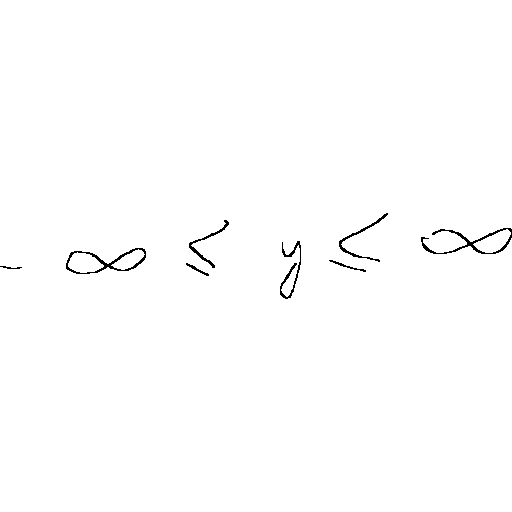 - ∞ ≤ y ≤ ∞